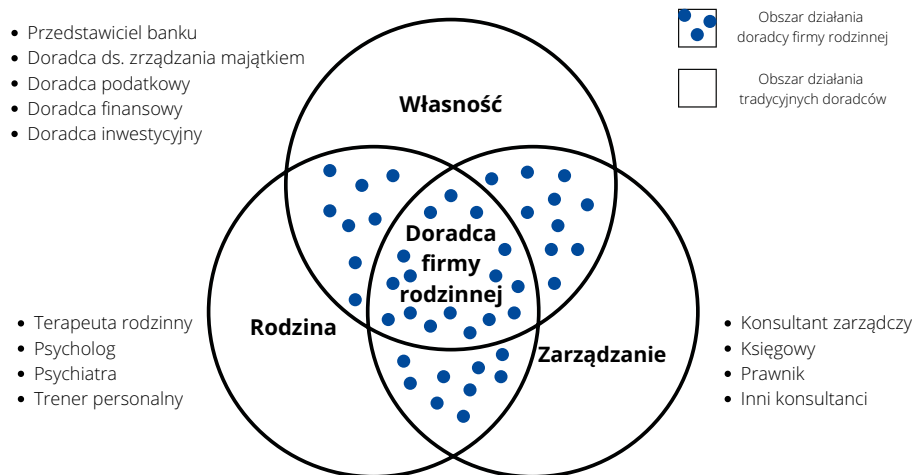 Przedstawiciel banku
Doradca ds. zrządzania majątkiem
Doradca podatkowy
Doradca finansowy
Doradca inwestycyjny
Obszar działania
doradcy firmy rodzinnej
Obszar działania
tradycyjnych doradców
Własność
Doradca
firmy
rodzinnej
Rodzina
Zarządzanie
Terapeuta rodzinny
Psycholog
Psychiatra
Trener personalny
Konsultant zarządczy
Księgowy
Prawnik
Inni konsultanci